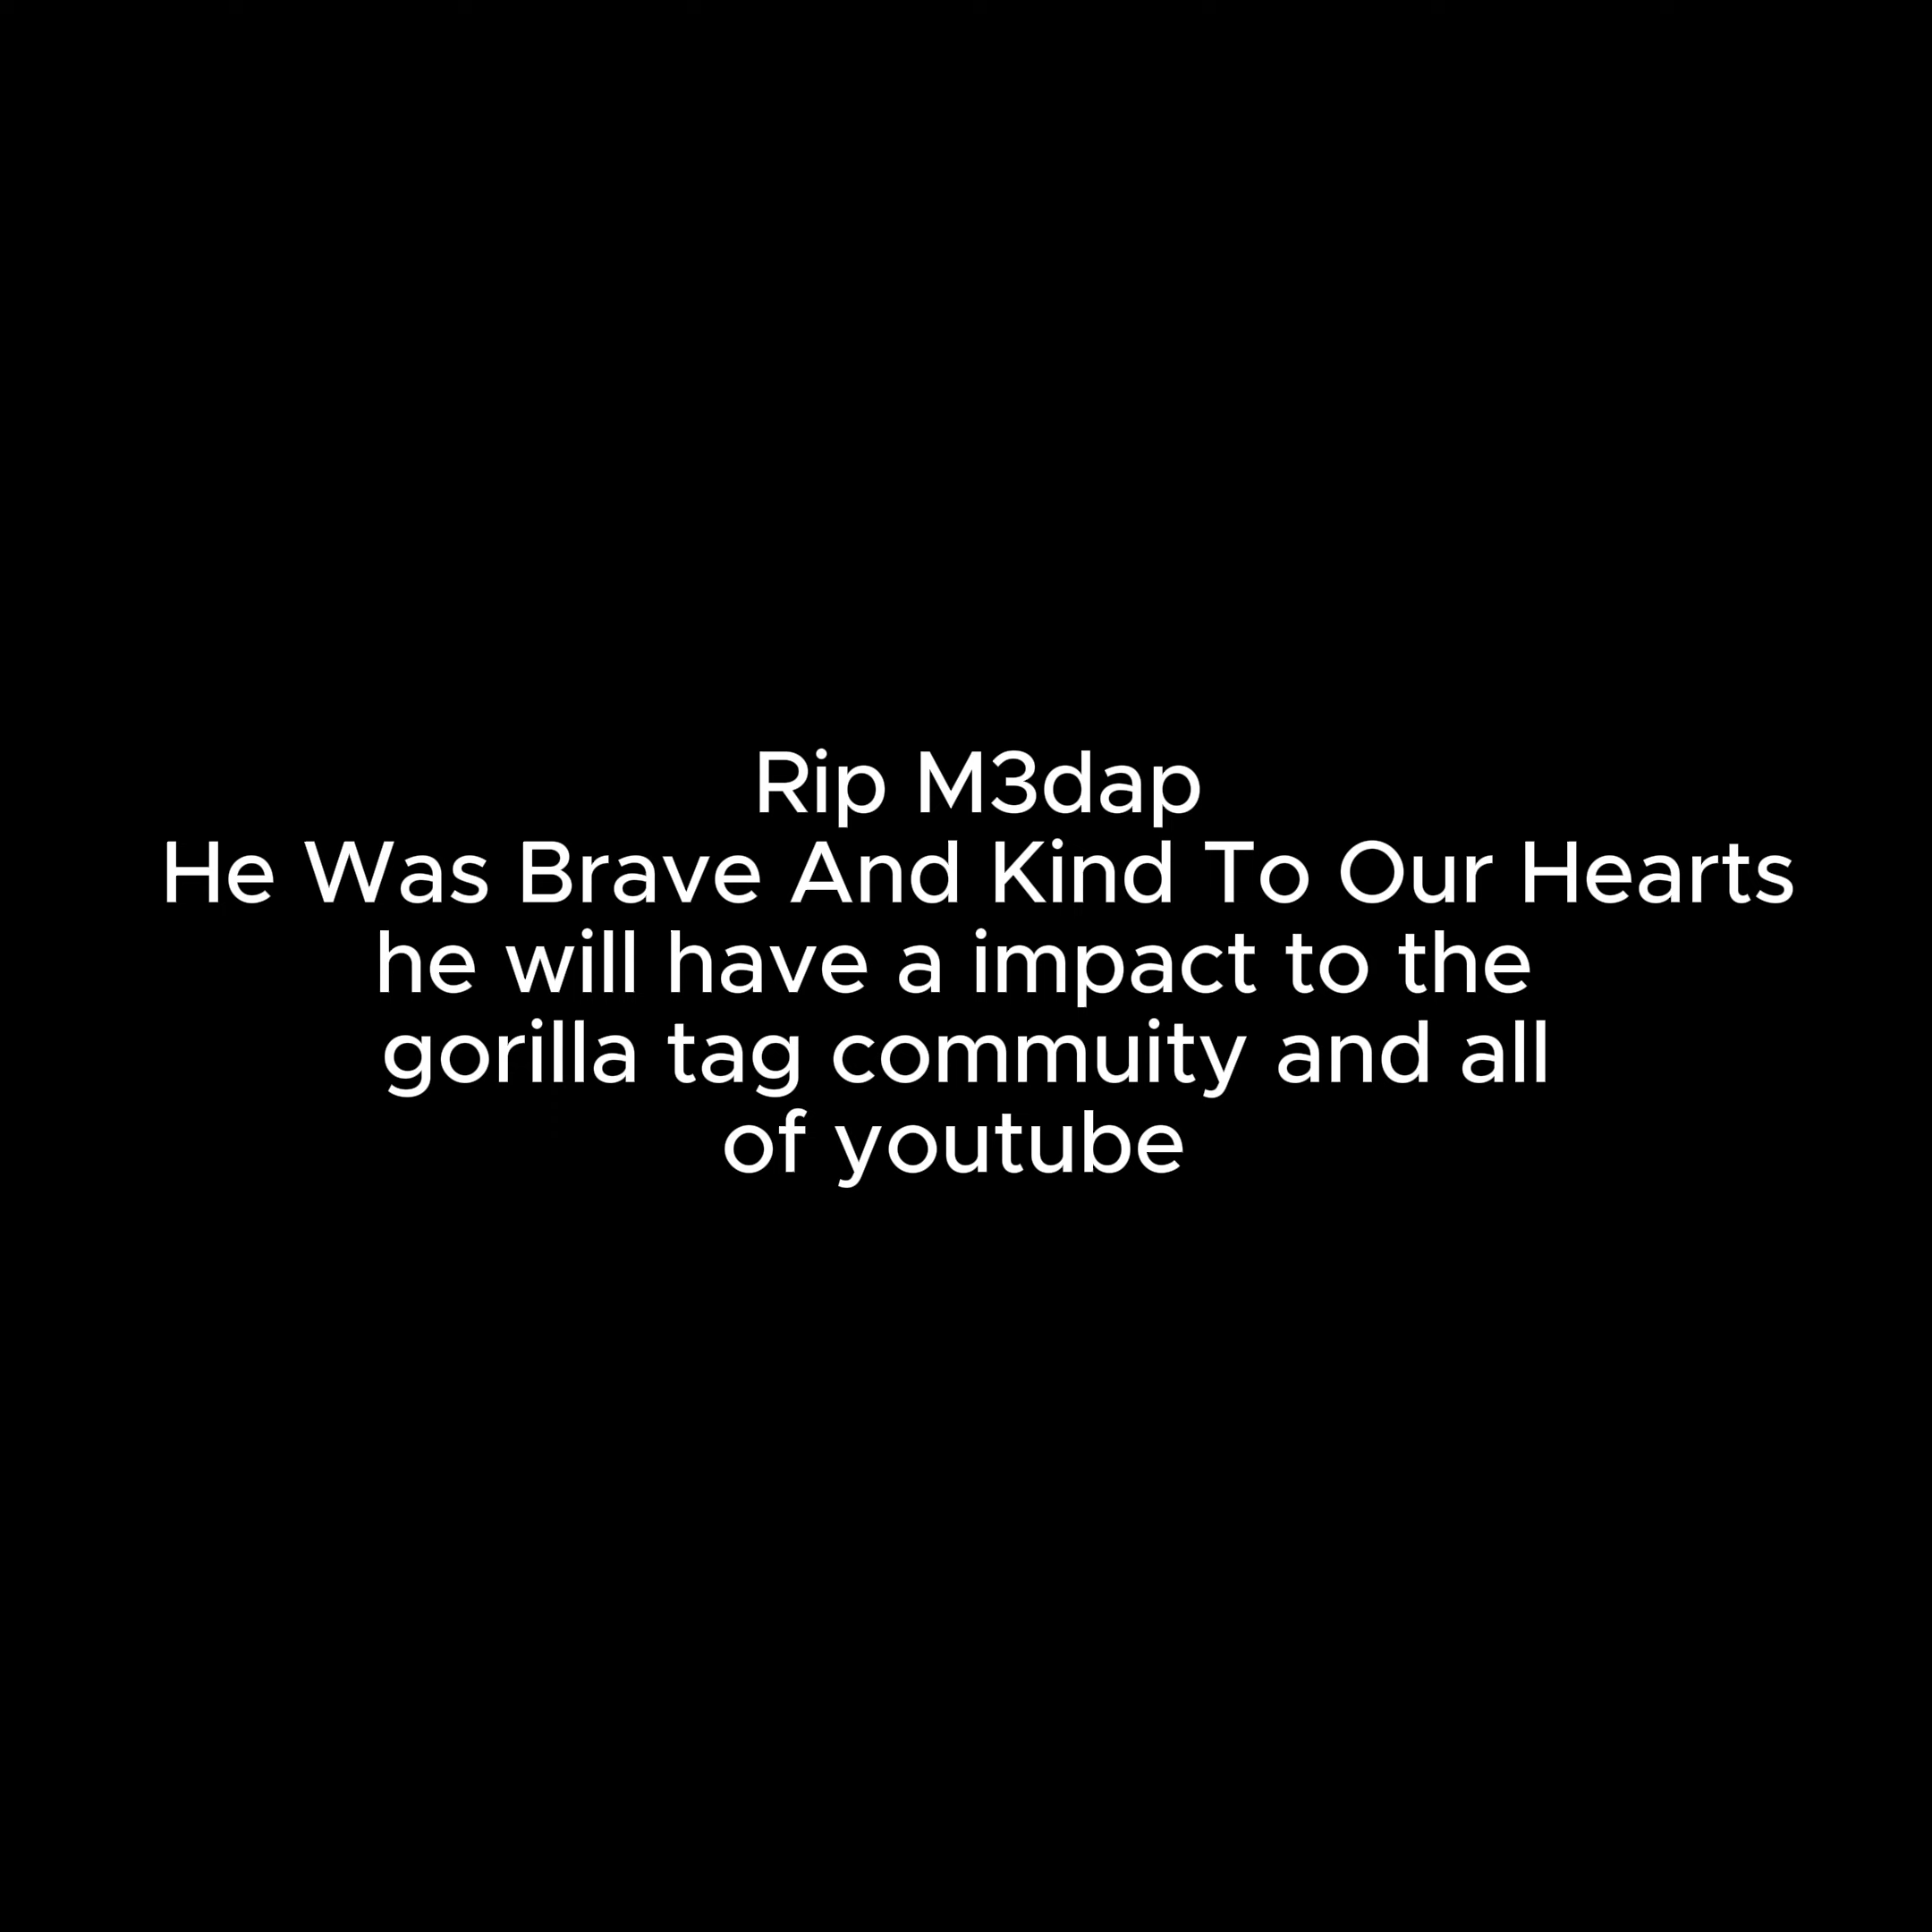 Rip M3dap
He Was Brave And Kind To Our Hearts
he will have a impact to the
gorilla tag commuity and all
of youtube